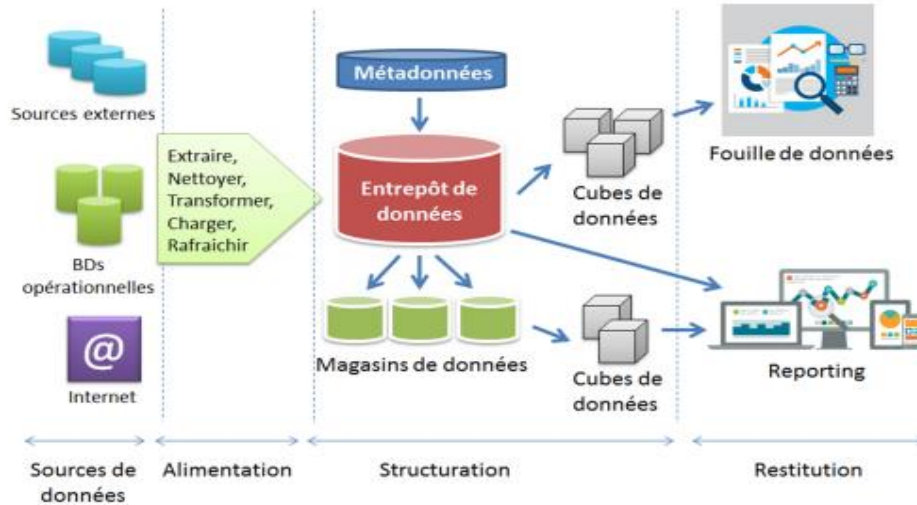 Sources externes
BDs
opérationnelles
@
Internet
Extraire,
Nettoyer,
Transformer,
Charger,
Rafraichir
Métadonnées
Entrepôt de
données
Magasins de données
Cubes de
données
Cubes de
données
Fouille de données
Reporting
Sources de
données
Alimentation
Structuration
Restitution